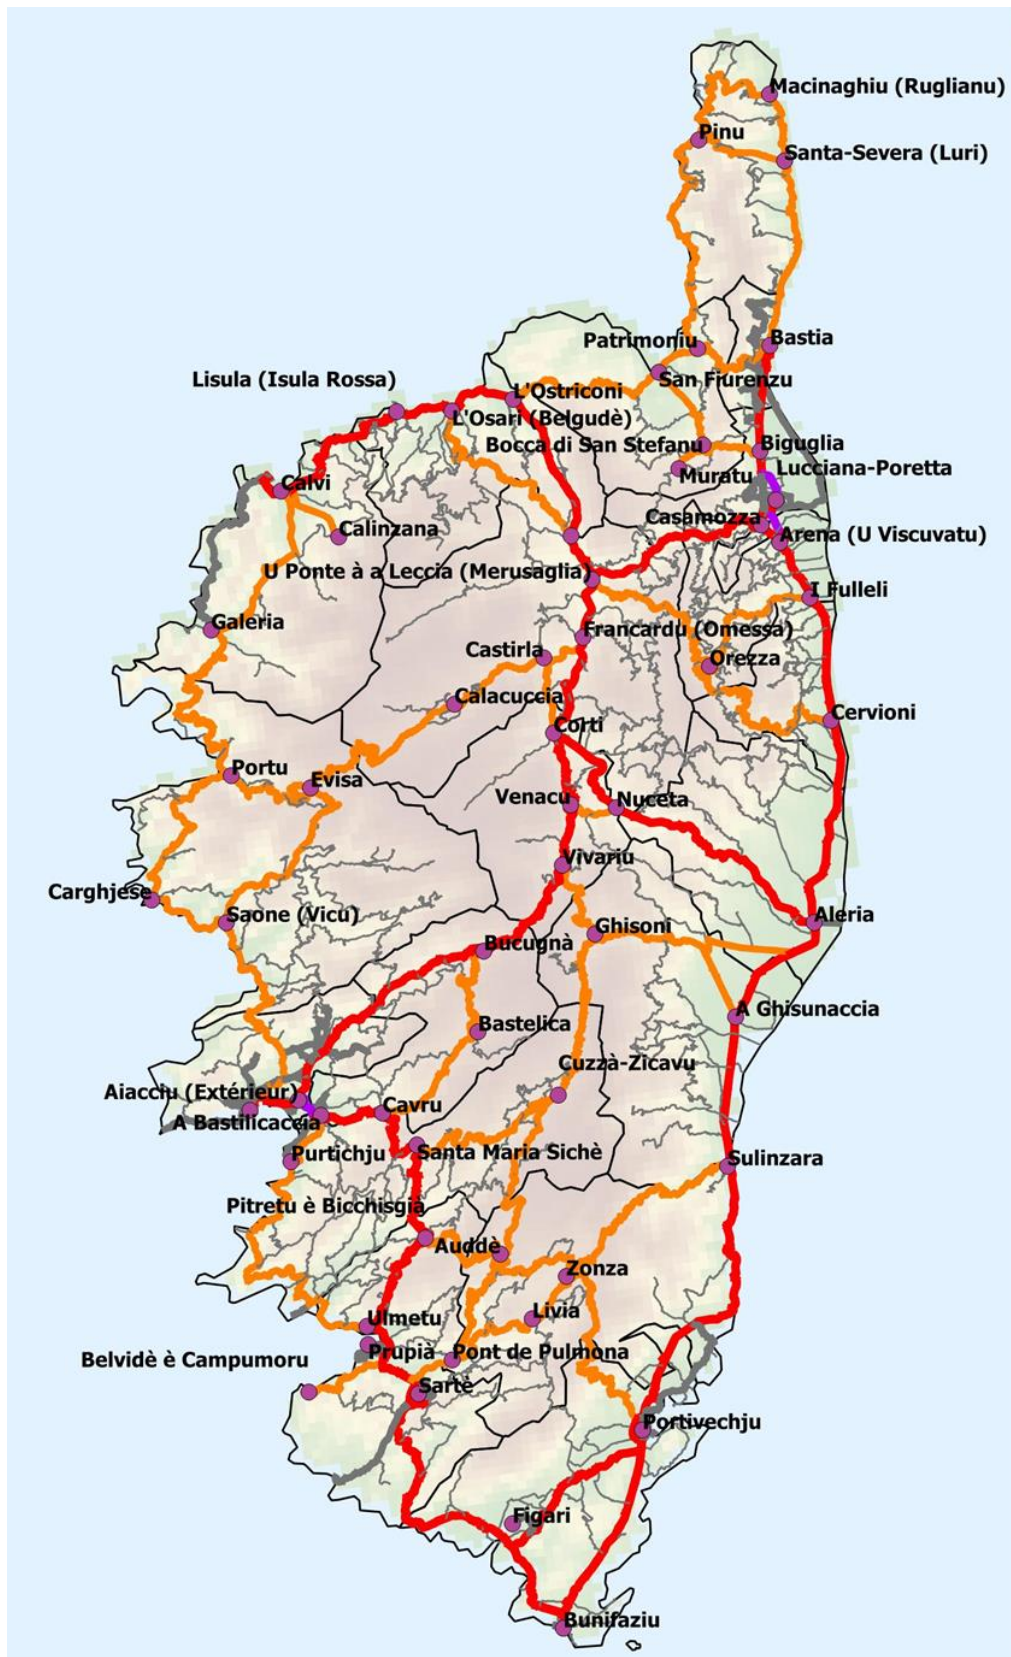 Macinaghiu (Ruglianu)
Pinu
Santa-Severa (Luri)
Patrimoniu
Bastia
Lisula (Isula Rossa)
San Fiurenzu
L'Ostriconi
L'Osari (Belgudè)
Bocca di San Stefanu
Biguglia
Muratu
Lucciana-Poretta
Calvi
Casamozza
Calinzana
Arena (U Viscuvatu)
U Ponte à a Leccia (Merusaglia)
I Fulleli
Galeria
Francardu (Omessa)
Castirla
Orezza
Calacuccia
Cervioni
Corti
Portu
Evisa
Venacu
Nuceta
Vivariu
Carghjese
Saone (Vicu)
Aleria
Ghisoni
Bucugnà
A Ghisunaccia
Bastelica
Cuzzà-Zicavu
Aiacciu (Extérieur)
Cavru
A Bastilicaccia
Purtichju
Santa Maria Sichè
Sulinzara
Pitretu è Bicchisgià
Auddè
Zonza
Livia
Ulmetu
Prupià
Pont de Pulmona
Belvidè è Campumoru
Sartè
Portivechju
Figari
Bunifaziu